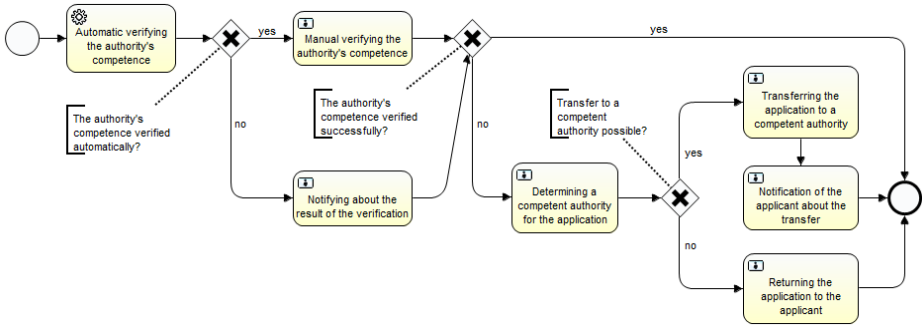 Automatic verifying
the authority's
competence
yes
Manual verifying the
authority's competence
yes
The authority's
competence verified
automatically?
The authority's
competence verified
successfully?
Transfer to a
competent
authority possible?
Transferring the
application to a
competent authority
no
no
yes
Notifying about the
result of the verification
Determining a
competent authority
for the application
Notification of the
applicant about the
transfer
no
Returning the
application to the
applicant